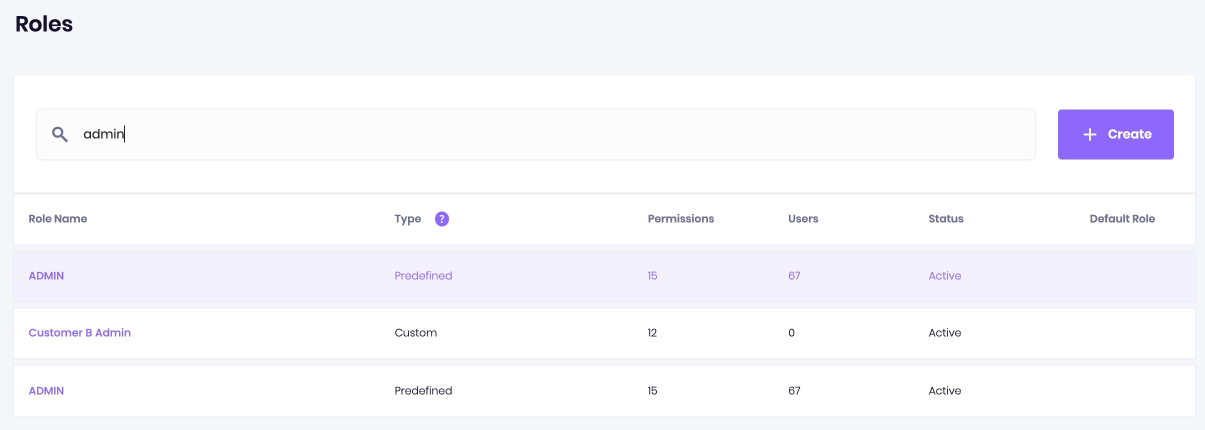 Roles
admin
Create
Role Name Type ? Permissions Users Status Default Role
ADMIN Predefined 15 67 Active
Customer B Admin Custom 12 0 Active
ADMIN Predefined 15 67 Active